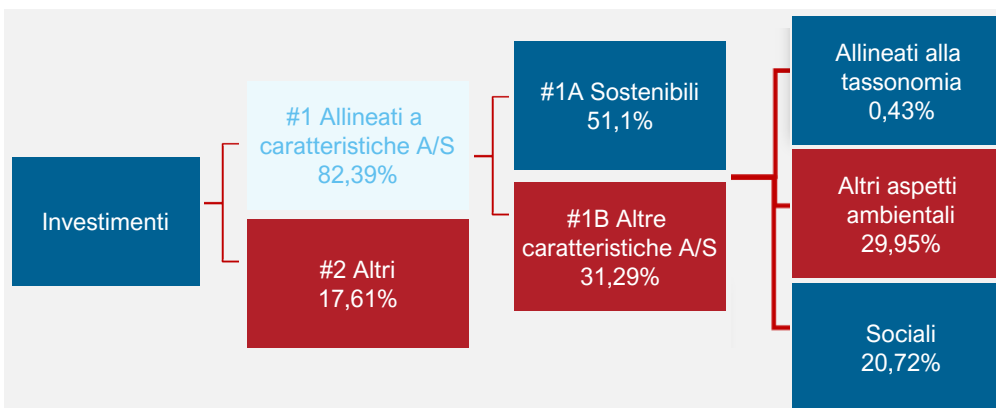 Investimenti
#1 Allineati a
caratteristiche A/S
82,39%
#2 Altri
17,61%
#1A Sostenibili
51,1%
#1B Altre
caratteristiche A/S
31,29%
Allineati alla
tassonomia
0,43%
Altri aspetti
ambientali
29,95%
Sociali
20,72%